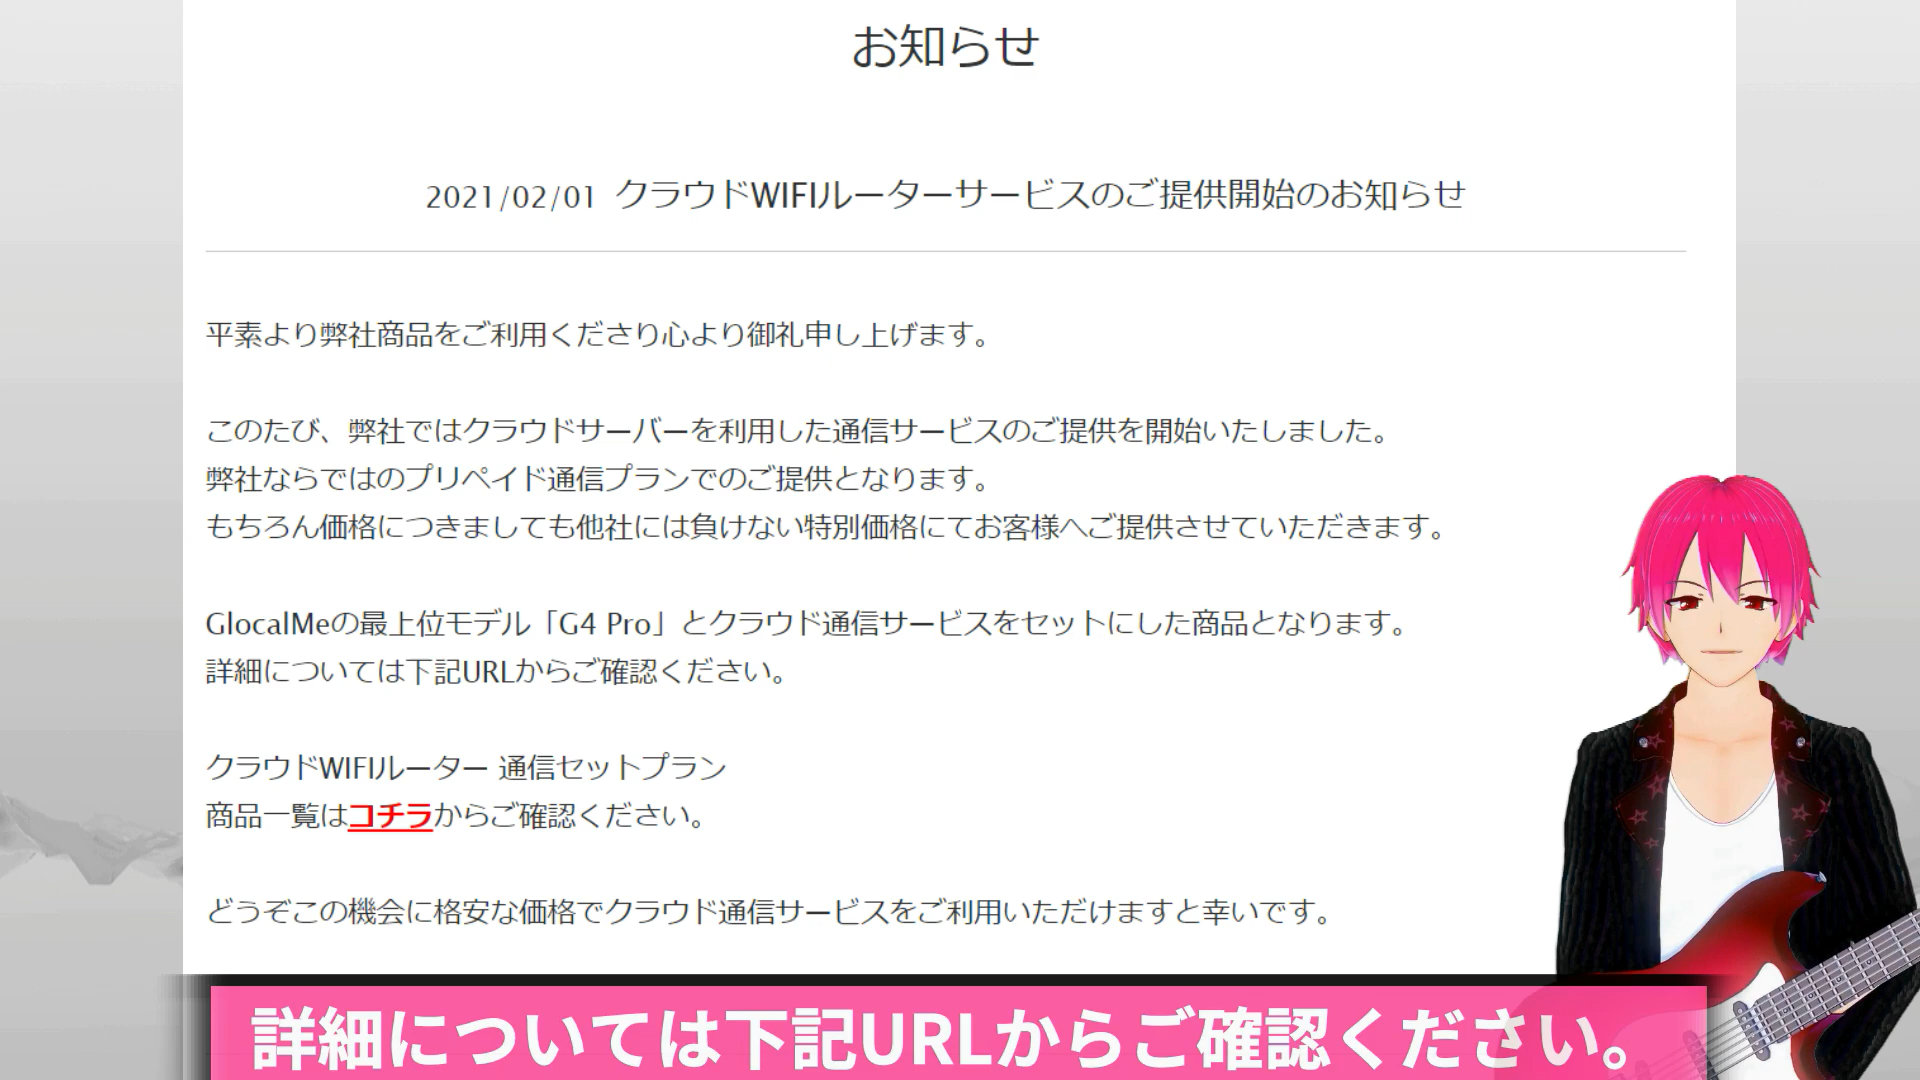 お知らせ
2021/02/01 クラウドWIFIルーターサービスのご提供開始のお知らせ
平素より弊社商品をご利用くださり心より御礼申し上げます。
このたび、弊社ではクラウドサーバーを利用した通信サービスのご提供を開始いたしました。
弊社ならではのプリペイド通信プランでのご提供となります。
もちろん価格につきましても他社には負けない特別価格にてお客様へご提供させていただきます。
GlocalMeの最上位モデル「G4 Pro」とクラウド通信サービスをセットにした商品となります。
詳細については下記URLからご確認ください。
クラウドWIFIルーター 通信セットプラン
商品一覧はコチラからご確認ください。
どうぞこの機会に格安な価格でクラウド通信サービスをご利用いただけますと幸いです。
詳細については下記URLからご確認ください。